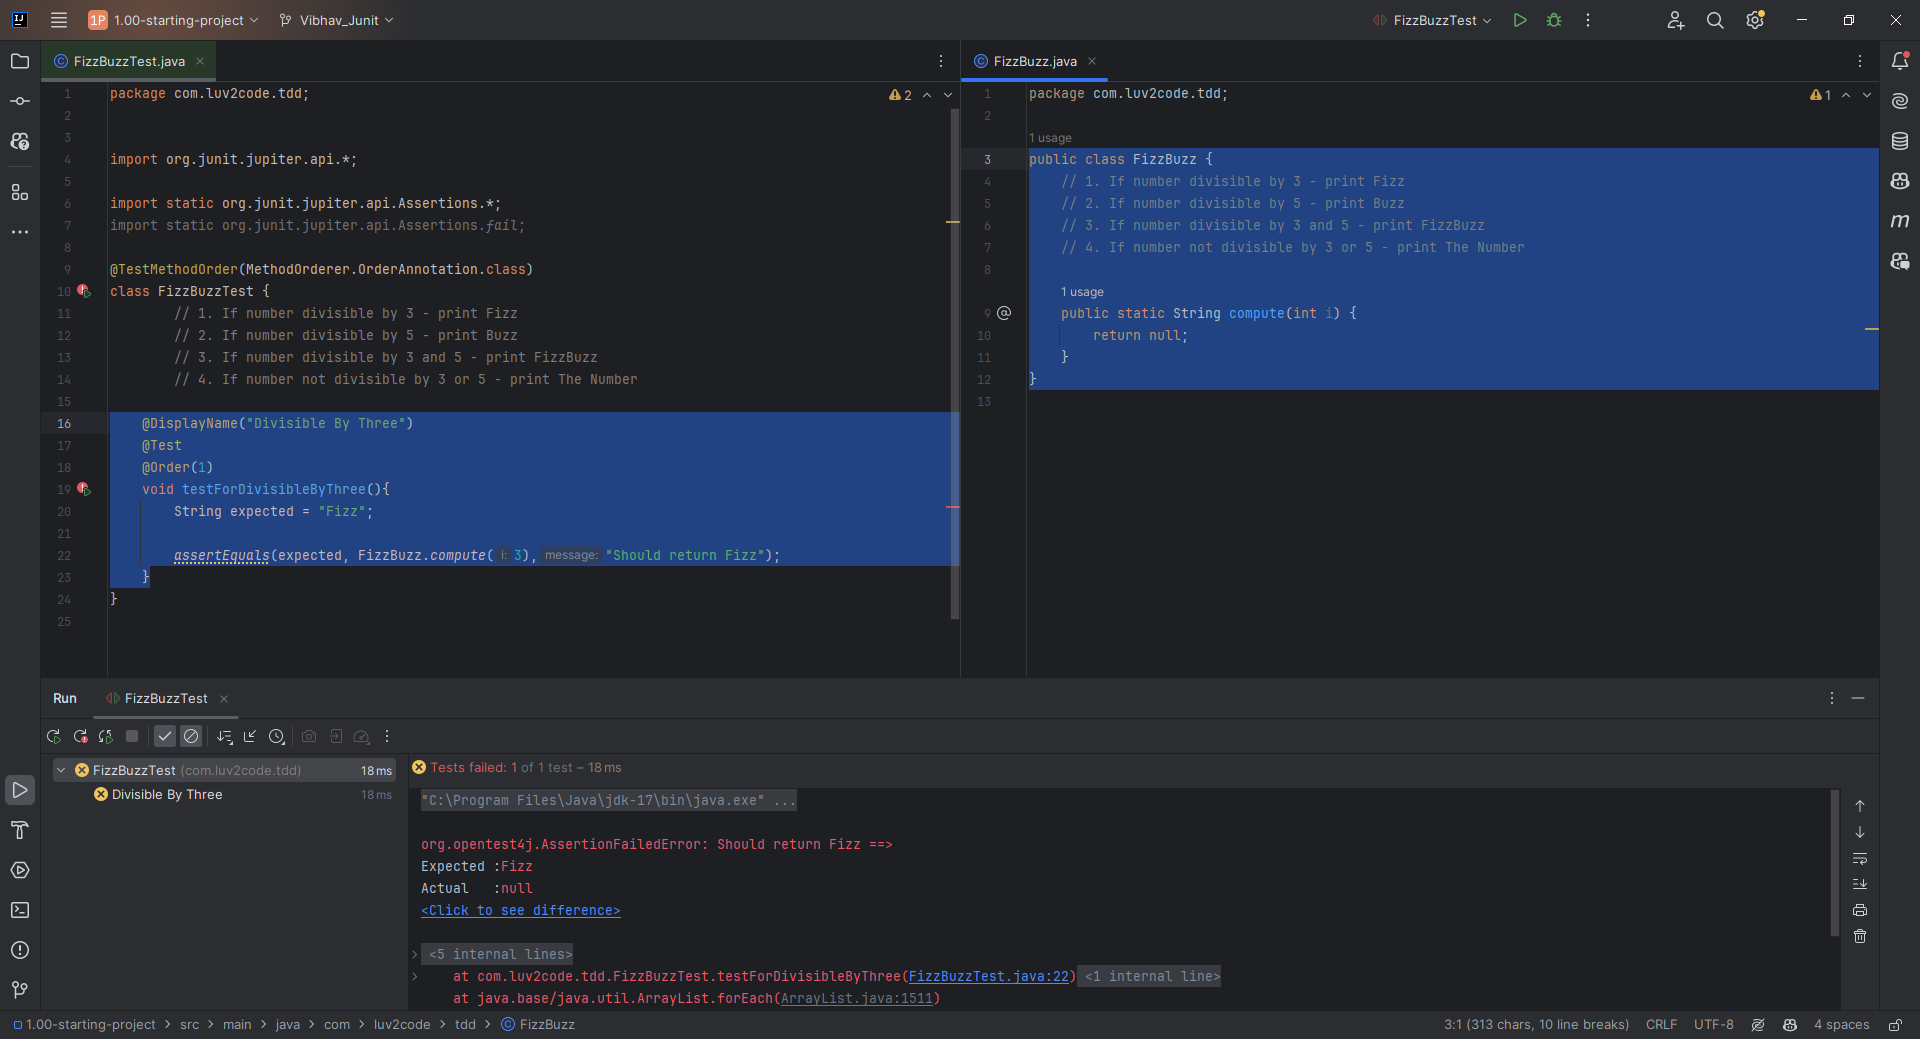 1P 1.00-starting-project Vibhav_Junit FizzBuzzTest
FizzBuzzTest.java
1 package com.luv2code.tdd;
2
3
4 import org.junit.jupiter.api.*;
5
6 import static org.junit.jupiter.api.Assertions.*;
7 import static org.junit.jupiter.api.Assertions.fail;
8
9 @TestMethodOrder(MethodOrderer.OrderAnnotation.class)
10 class FizzBuzzTest {
11 // 1. If number divisible by 3 - print Fizz
12 // 2. If number divisible by 5 - print Buzz
13 // 3. If number divisible by 3 and 5 - print FizzBuzz
14 // 4. If number not divisible by 3 or 5 - print The Number
15
16 @DisplayName("Divisible By Three")
17 @Test
18 @Order(1)
19 void testForDivisibleByThree(){
20 String expected = "Fizz";
21
22 assertEquals(expected, FizzBuzz.compute( i: 3), message: "Should return Fizz");
23 }
24 }
25
2
FizzBuzz.java
1 package com.luv2code.tdd;
2
1 usage
3 public class FizzBuzz {
4 // 1. If number divisible by 3 - print Fizz
5 // 2. If number divisible by 5 - print Buzz
6 // 3. If number divisible by 3 and 5 - print FizzBuzz
7 // 4. If number not divisible by 3 or 5 - print The Number
8
1 usage
9 public static String compute(int i) {
10 return null;
11 }
12 }
13
1
Run FizzBuzzTest
FizzBuzzTest (com.luv2code.tdd) 18 ms
Divisible By Three 18 ms
Tests failed: 1 of 1 test – 18 ms
"C:\Program Files\Java\jdk-17\bin\java.exe" ...
org.opentest4j.AssertionFailedError: Should return Fizz ==>
Expected :Fizz
Actual   :null
<Click to see difference>
<5 internal lines>
at com.luv2code.tdd.FizzBuzzTest.testForDivisibleByThree(FizzBuzzTest.java:22) <1 internal line>
at java.base/java.util.ArrayList.forEach(ArrayList.java:1511)
1.00-starting-project > src > main > java > com > luv2code > tdd > FizzBuzz
3:1 (313 chars, 10 line breaks) CRLF UTF-8 4 spaces